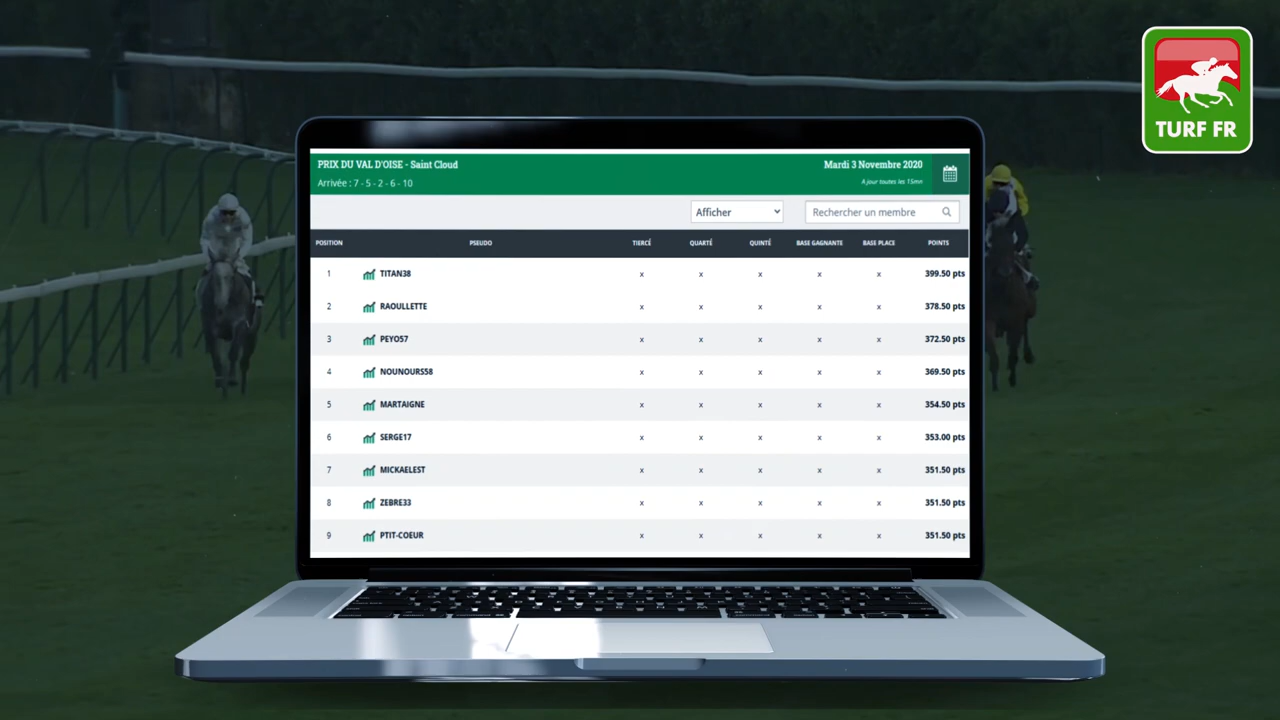 TURF FR
PRIX DU VAL D'OISE - Saint Cloud
Mardi 3 Novembre 2020
Arrivée : 7 - 5 - 2 - 6 - 10
A jour toutes les 15mn
Afficher
Rechercher un membre
POSITION PSEUDO TIERCÉ QUARTÉ QUINTÉ BASE GAGNANTE BASE PLACE POINTS
1 TITAN38 x x x x x 399.50 pts
2 RAOULLETTE x x x x x 378.50 pts
3 PEYO57 x x x x x 372.50 pts
4 NOUNOURS58 x x x x x 369.50 pts
5 MARTAIGNE x x x x x 354.50 pts
6 SERGE17 x x x x x 353.00 pts
7 MICKAELEST x x x x x 351.50 pts
8 ZEBRE33 x x x x x 351.50 pts
9 PTIT-COEUR x x x x x 351.50 pts